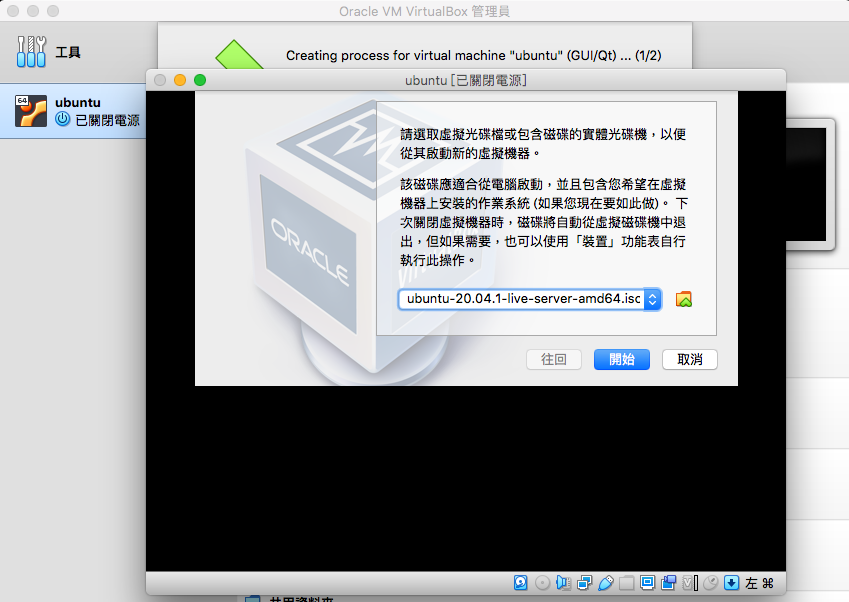 Oracle VM VirtualBox 管理員
工具
Creating process for virtual machine "ubuntu" (GUI/Qt) ... (1/2)
ubuntu [已關閉電源]
64
ubuntu
已關閉電源
請選取虛擬光碟檔或包含磁碟的實體光碟機，以便
從其啟動新的虛擬機器。
該磁碟應適合從電腦啟動，並且包含您希望在虛擬
機器上安裝的作業系統 (如果您現在要如此做)。 下
次關閉虛擬機器時，磁碟將自動從虛擬磁碟機中退
出，但如果需要，也可以使用「裝置」功能表自行
執行此操作。
ORACLE
ubuntu-20.04.1-live-server-amd64.iso
往回
開始
取消
左 ⌘
共用資料夾